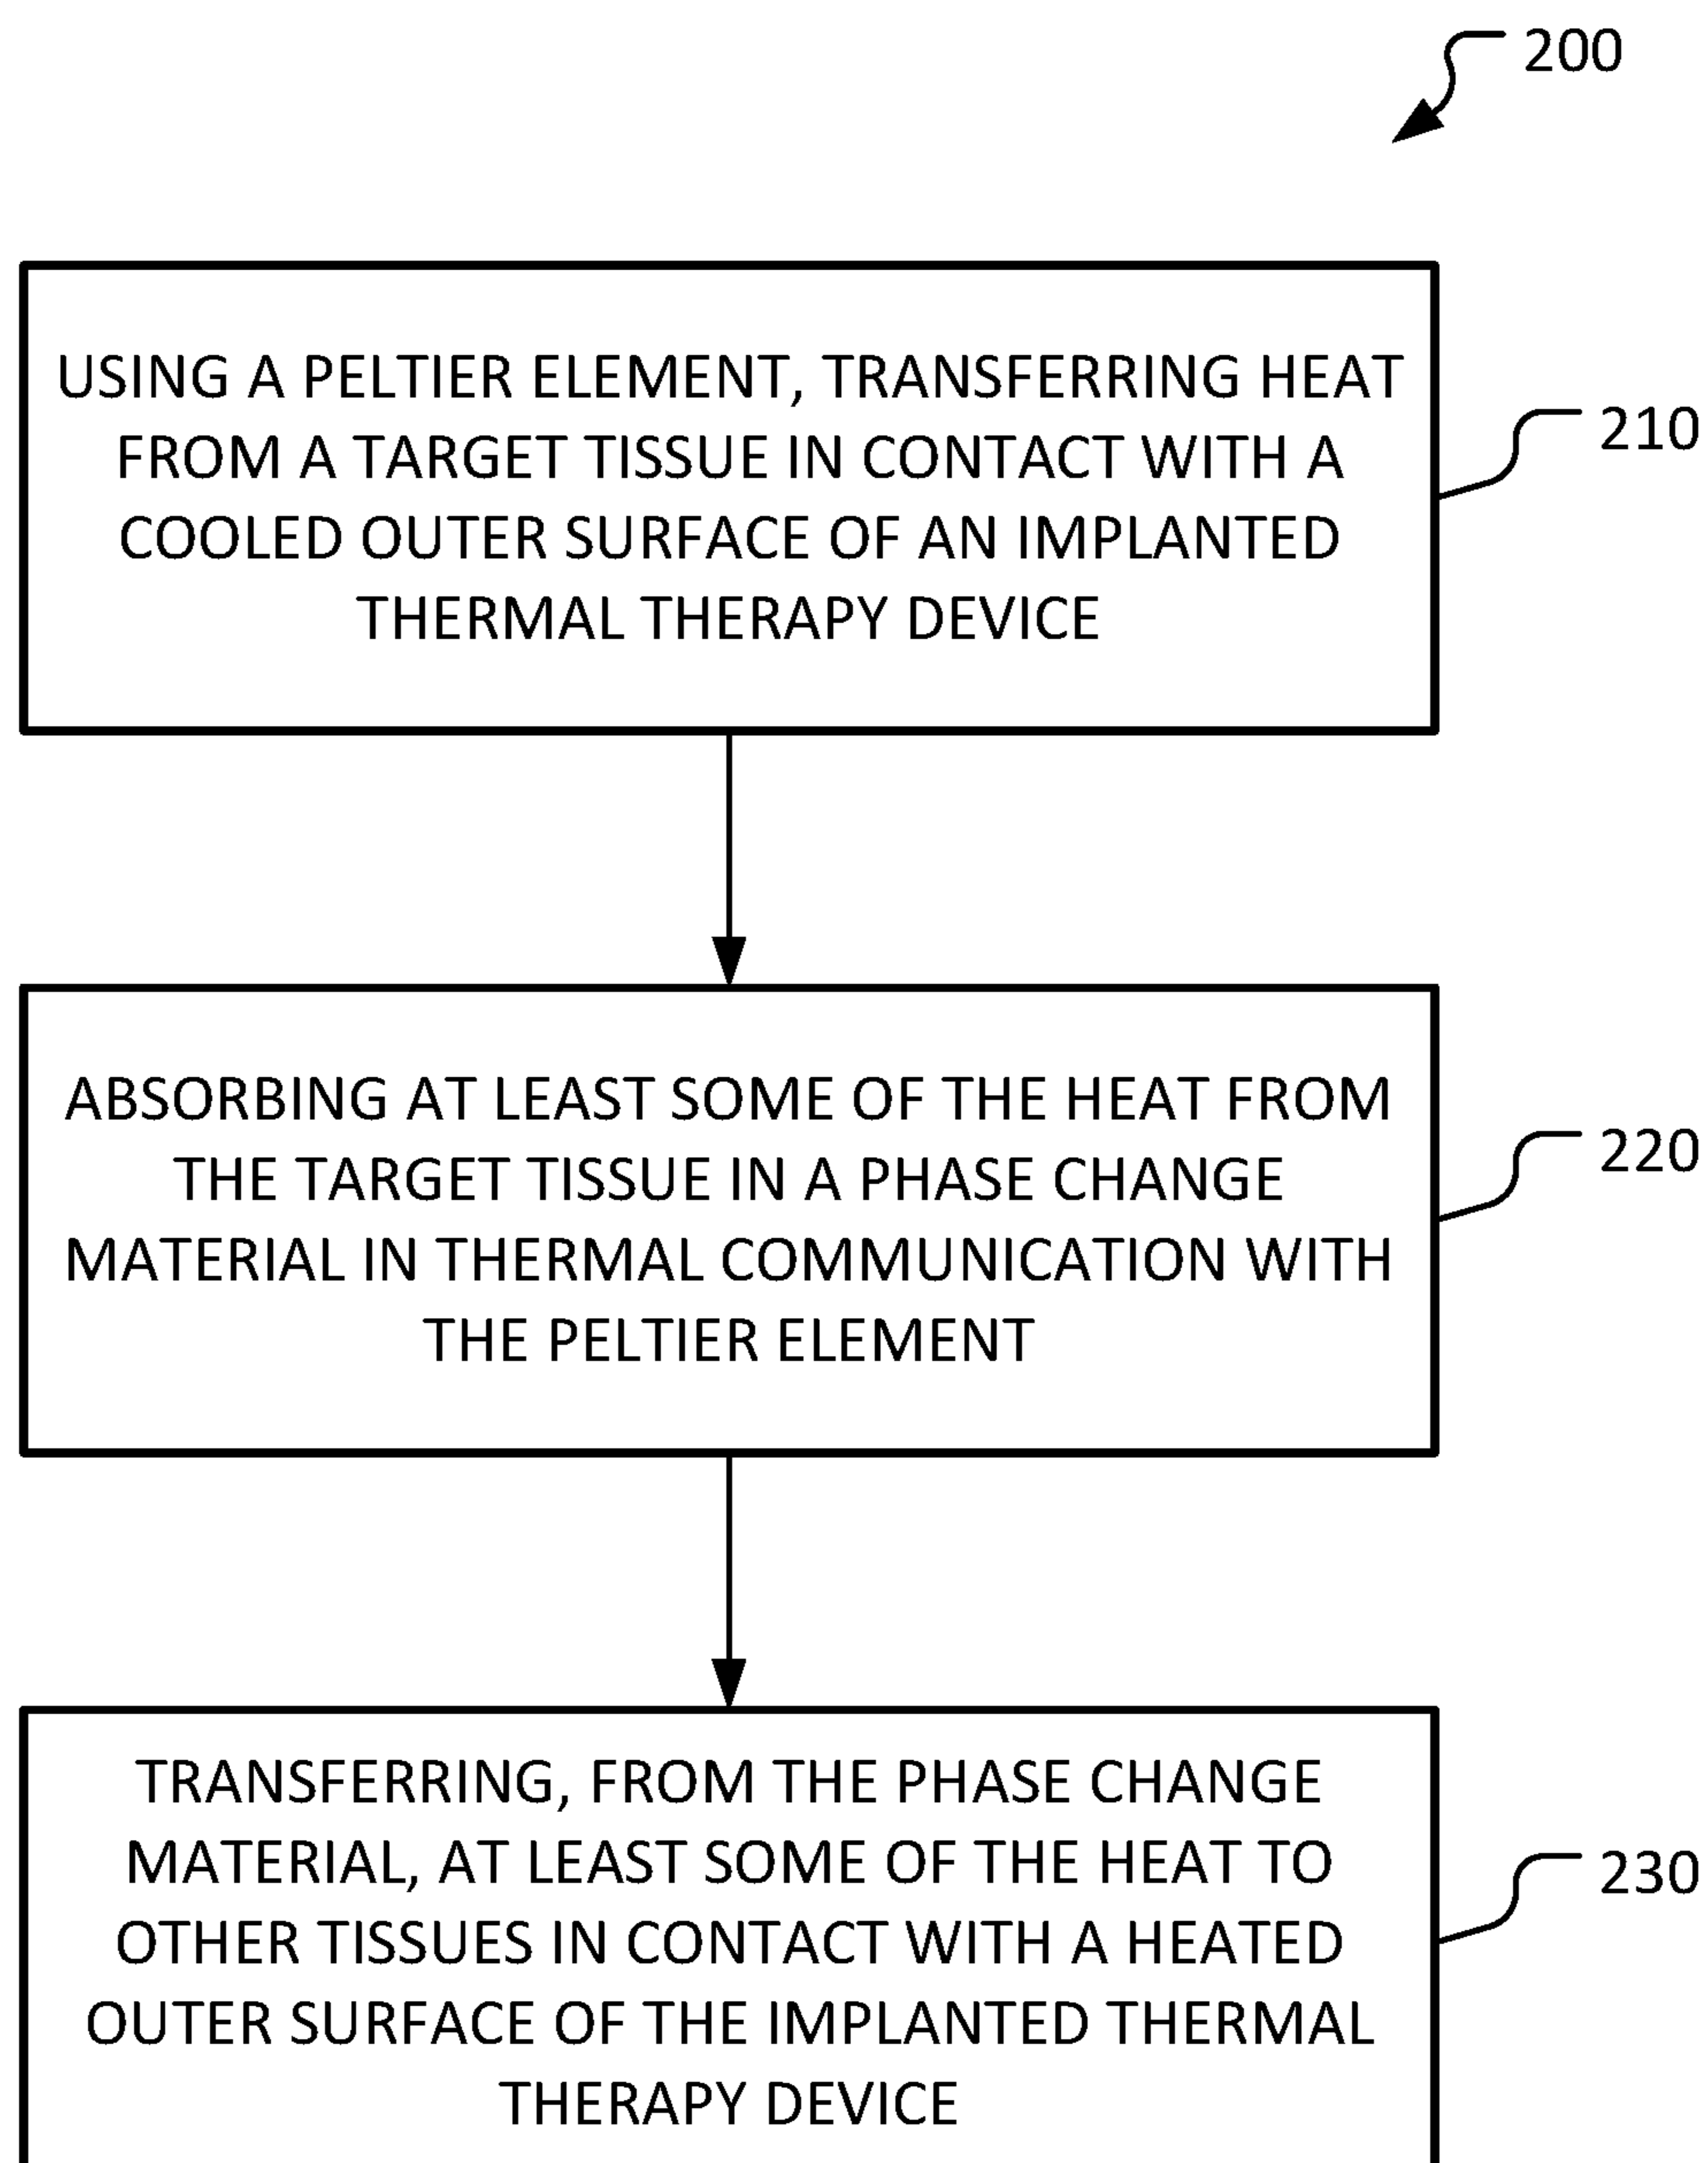 200
USING A PELTIER ELEMENT, TRANSFERRING HEAT
FROM A TARGET TISSUE IN CONTACT WITH A
COOLED OUTER SURFACE OF AN IMPLANTED
THERMAL THERAPY DEVICE
210
ABSORBING AT LEAST SOME OF THE HEAT FROM
THE TARGET TISSUE IN A PHASE CHANGE
MATERIAL IN THERMAL COMMUNICATION WITH
THE PELTIER ELEMENT
220
TRANSFERRING, FROM THE PHASE CHANGE
MATERIAL, AT LEAST SOME OF THE HEAT TO
OTHER TISSUES IN CONTACT WITH A HEATED
OUTER SURFACE OF THE IMPLANTED THERMAL
THERAPY DEVICE
230